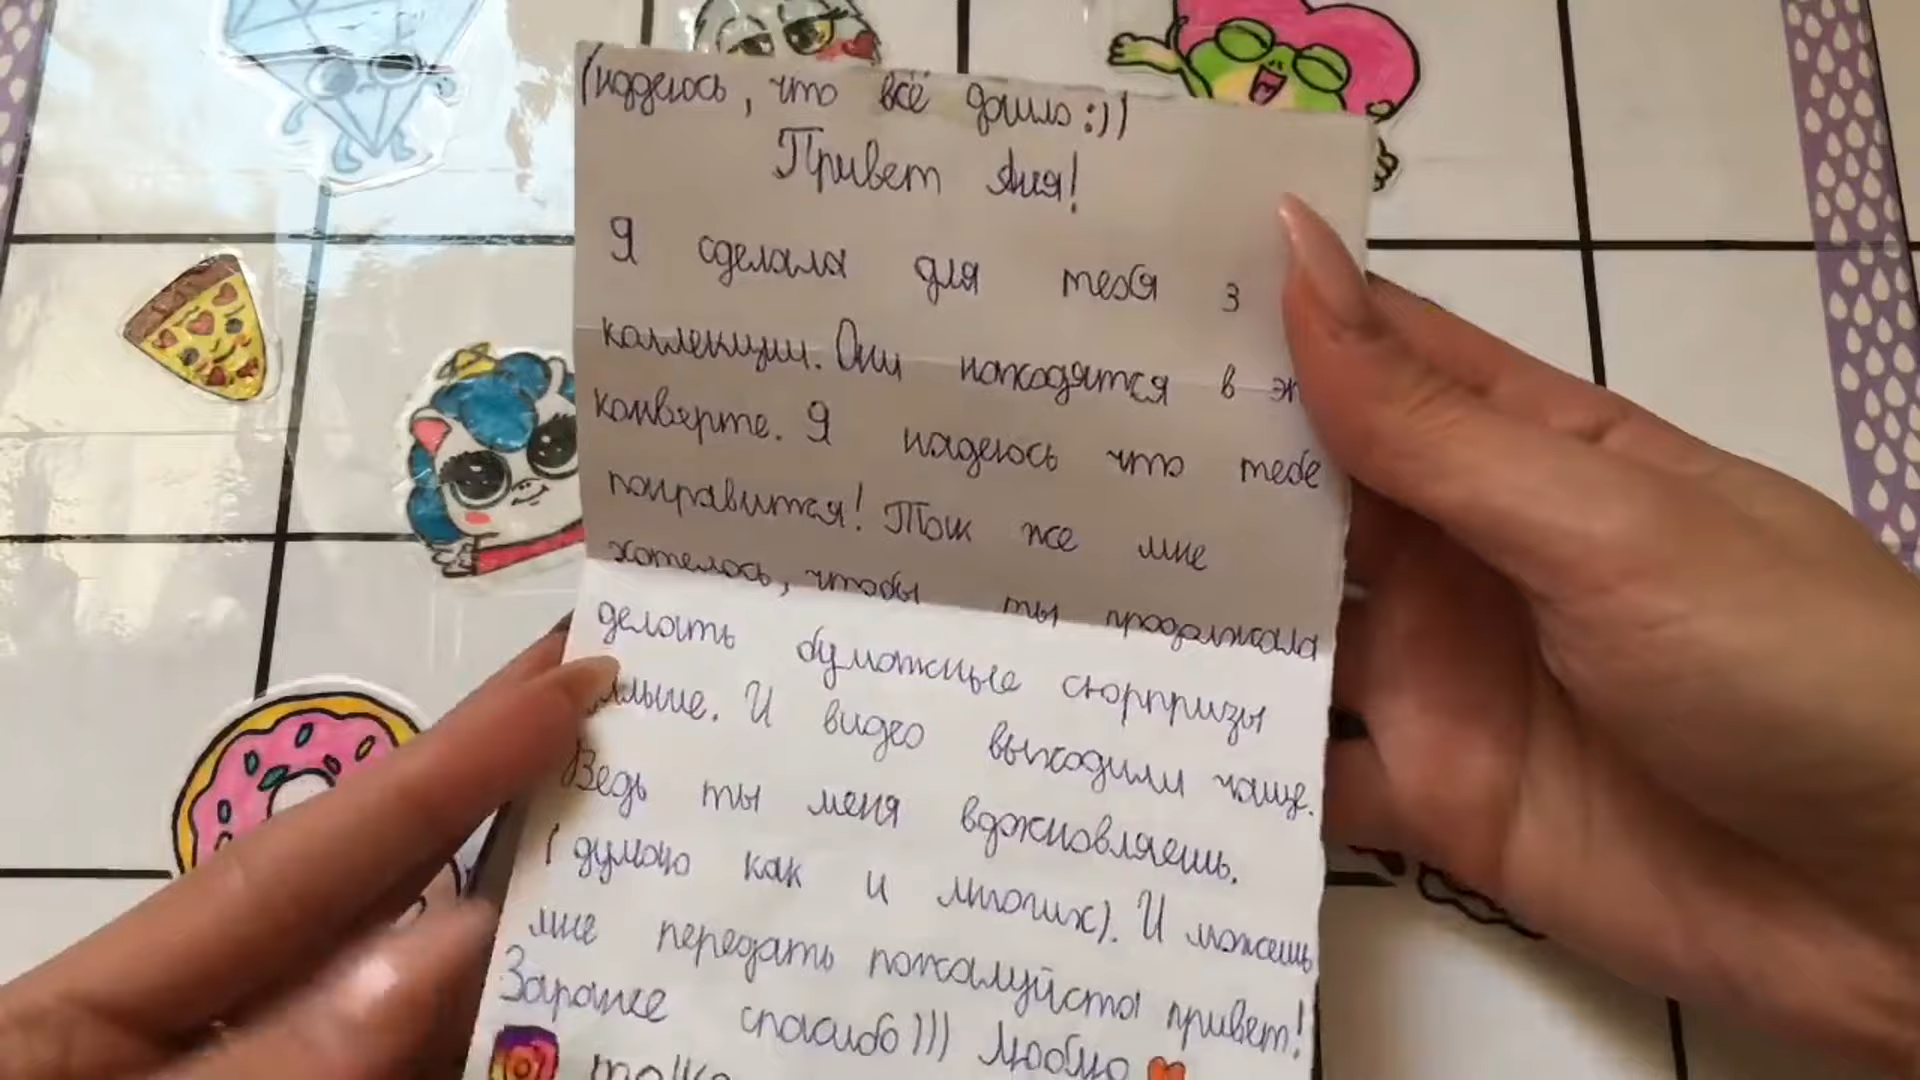 (надеюсь, что всё дошло:))
Привет Аня!
Я сделала для тебя 3
коллекции. Они находятся в эт
конверте. Я надеюсь что тебе
понравится! Тош же мне
хотелось, чтобы ты продолжала
делать бумажные сюрпризы
. И видео выходили чаще.
Ведь ты меня вдохновляешь.
(думаю как и многих). И можешь
мне передать пожалуйста привет!
Заранее спасибо))) Люблю